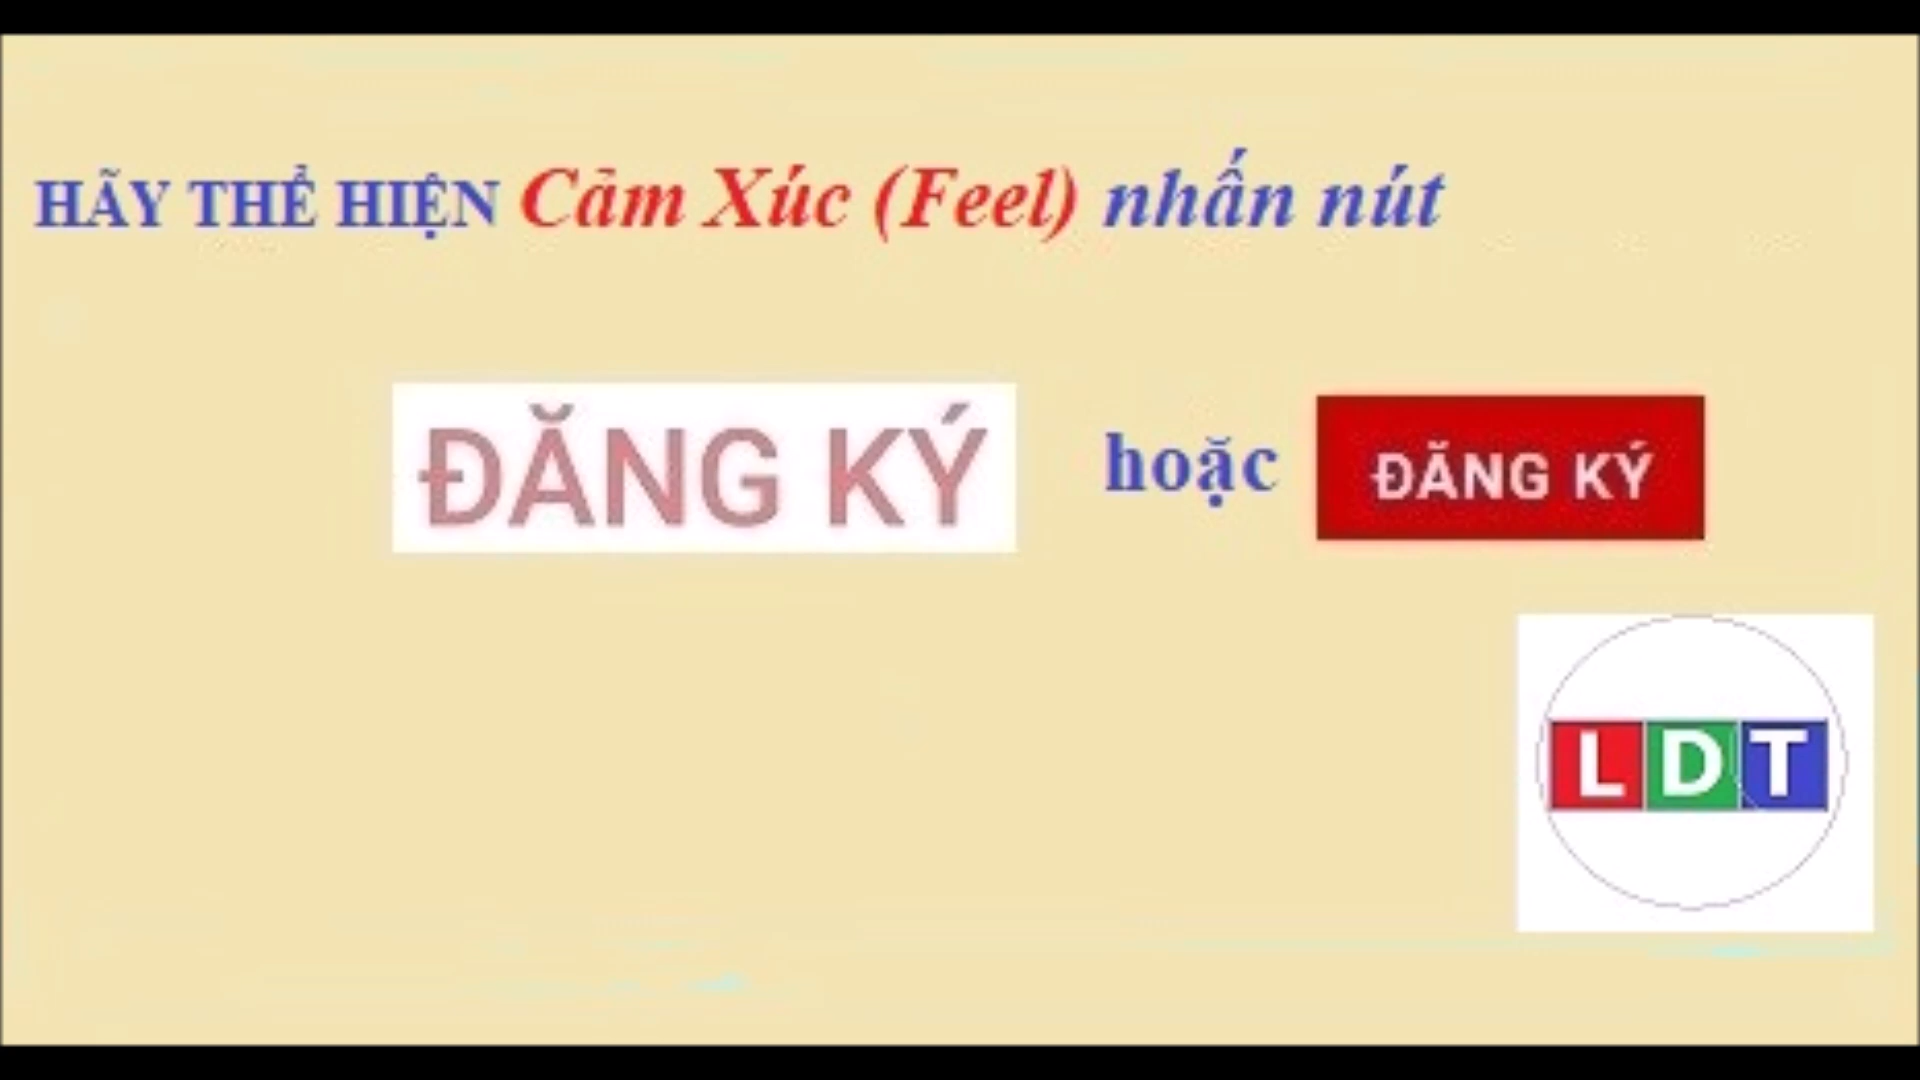 HÃY THỂ HIỆN Cảm Xúc (Feel) nhấn nút
ĐĂNG KÝ hoặc ĐĂNG KÝ
LDT